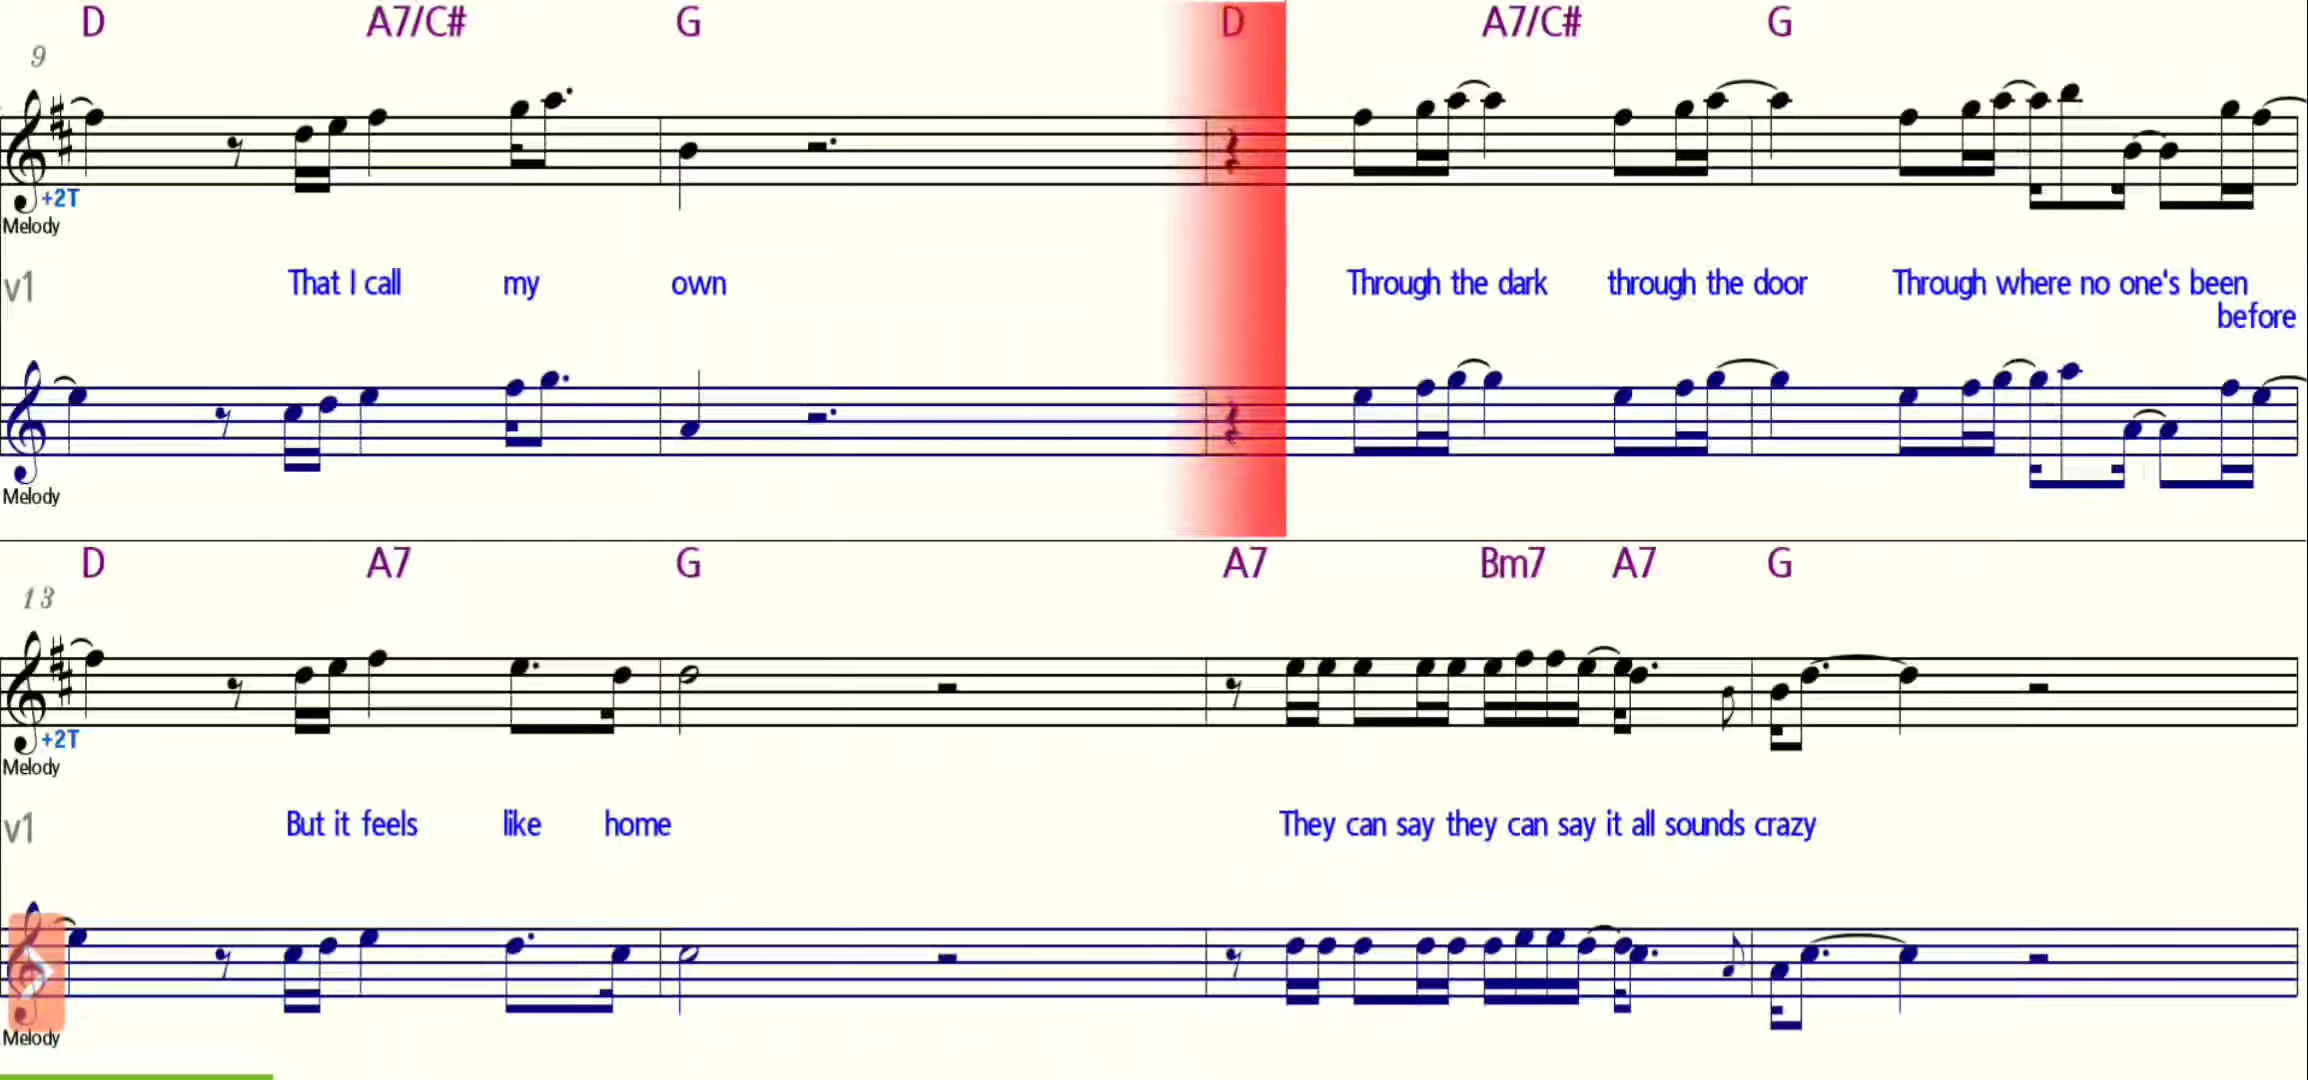 D A7/C# G D A7/C# G
9
+2T
Melody
v1 That I call my own Through the dark through the door Through where no one's been
before
Melody
D A7 G A7 Bm7 A7 G
13
+2T
Melody
v1 But it feels like home They can say they can say it all sounds crazy
Melody